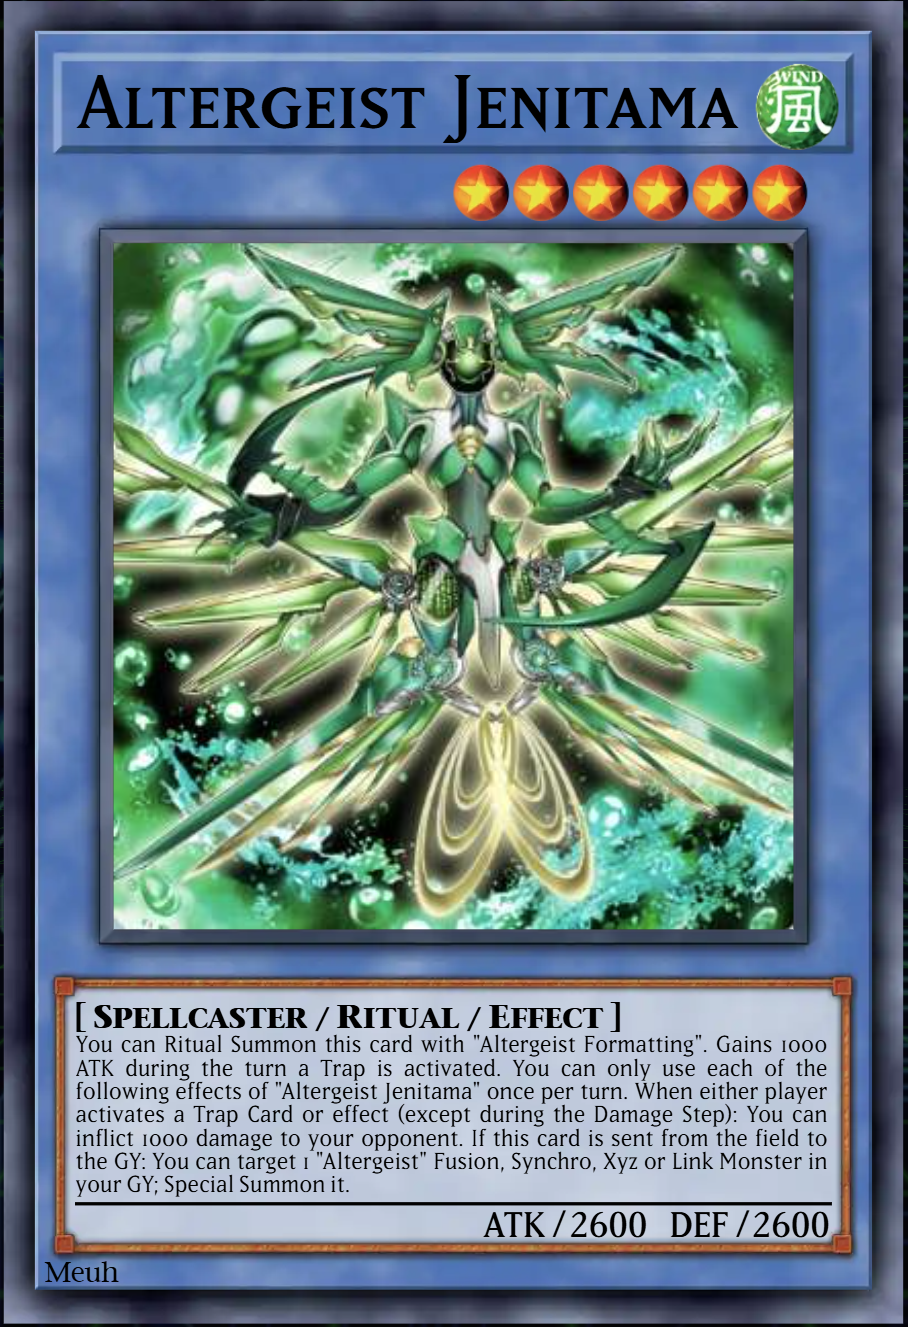 Altergeist Jenitama
WIND
風
[ Spellcaster / Ritual / Effect ]
You can Ritual Summon this card with "Altergeist Formatting". Gains 1000
ATK during the turn a Trap is activated. You can only use each of the
following effects of "Altergeist Jenitama" once per turn. When either player
activates a Trap Card or effect (except during the Damage Step): You can
inflict 1000 damage to your opponent. If this card is sent from the field to
the GY: You can target 1 "Altergeist" Fusion, Synchro, Xyz or Link Monster in
your GY; Special Summon it.
ATK/2600 DEF/2600
Meuh